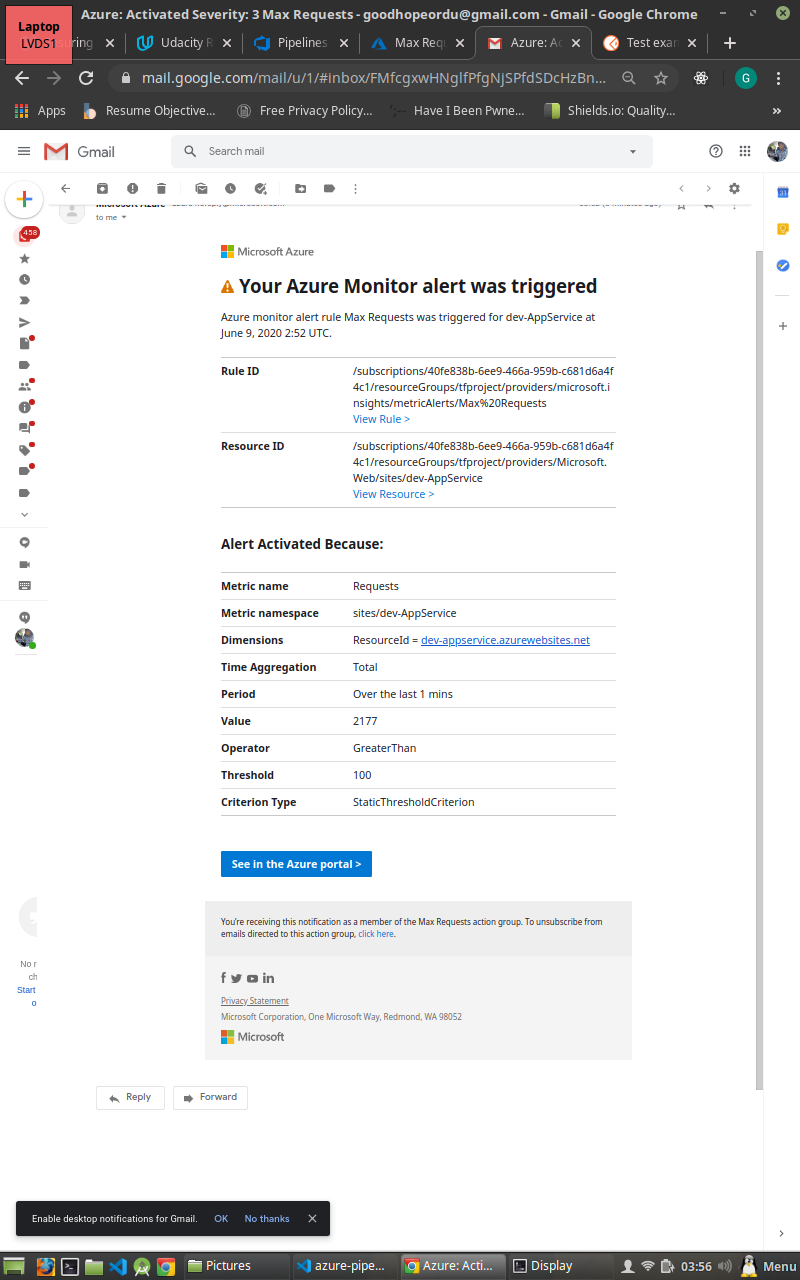 Azure: Activated Severity: 3 Max Requests - goodhopeordu@gmail.com - Gmail - Google Chrome
Laptop
LVDS1
Udacity
Pipelines
Max Req
Azure: Ac
Test exa
mail.google.com/mail/u/1/#inbox/FMfcgxwHNglfPfgNjSPfdSDcHzBn...
G
Apps
Resume Objective...
Free Privacy Policy...
Have I Been Pwne...
Shields.io: Quality...
»
Gmail
Search mail
to me
458
31
Microsoft Azure
Your Azure Monitor alert was triggered
Azure monitor alert rule Max Requests was triggered for dev-AppService at
June 9, 2020 2:52 UTC.
Rule ID
/subscriptions/40fe838b-6ee9-466a-959b-c681d6a4f
4c1/resourceGroups/tfproject/providers/microsoft.i
nsights/metricAlerts/Max%20Requests
View Rule >
Resource ID
/subscriptions/40fe838b-6ee9-466a-959b-c681d6a4f
4c1/resourceGroups/tfproject/providers/Microsoft.
Web/sites/dev-AppService
View Resource >
Alert Activated Because:
Metric name Requests
Metric namespace sites/dev-AppService
Dimensions ResourceId = dev-appservice.azurewebsites.net
Time Aggregation Total
Period Over the last 1 mins
Value 2177
Operator GreaterThan
Threshold 100
Criterion Type StaticThresholdCriterion
See in the Azure portal >
You're receiving this notification as a member of the Max Requests action group. To unsubscribe from
emails directed to this action group, click here.
No r
ch
Start
o
Privacy Statement
Microsoft Corporation, One Microsoft Way, Redmond, WA 98052
Microsoft
Reply
Forward
Enable desktop notifications for Gmail. OK No thanks
Pictures
azure-pipe...
Azure: Acti...
Display
03:56
Menu